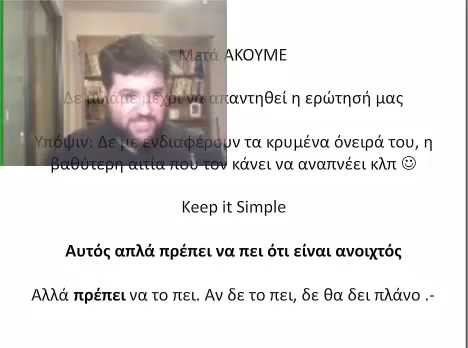 Μετά ΑΚΟΥΜΕ
Δε μιλάμε μέχρι να απαντηθεί η ερώτησή μας
Υπόψιν: Δε με ενδιαφέρουν τα κρυμένα όνειρά του, η
βαθύτερη αιτία που τον κάνει να αναπνέει κλπ ☺
Keep it Simple
Αυτός απλά πρέπει να πει ότι είναι ανοιχτός
Αλλά πρέπει να το πει. Αν δε το πει, δε θα δει πλάνο .-